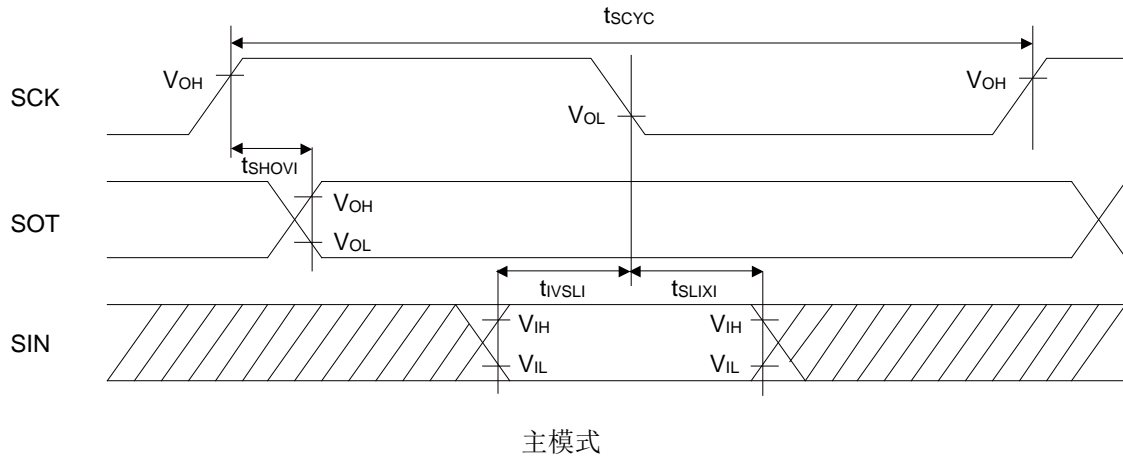 tSCYC
SCK
VOH
VOL
VOH
tSHOVI
SOT
VOH
VOL
tIVSLI
tSLIXI
SIN
VIH
VIH
VIL
VIL
主模式